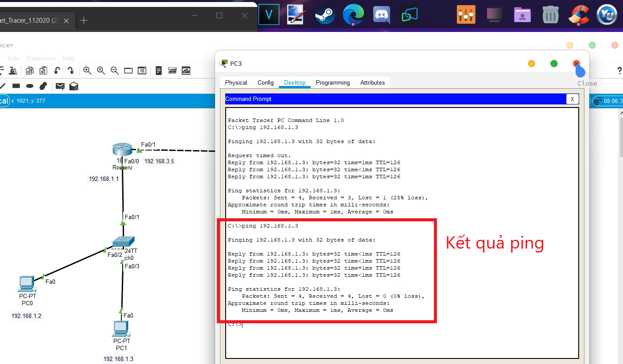 et_Tracer_112020 (2
V
acer
Tools Extensions Help
x: 1021, y: 377
08:06:3
PC3
Close
Physical Config Desktop Programming Attributes
Command Prompt
X
Packet Tracer PC Command Line 1.0
C:\>ping 192.168.1.3
Pinging 192.168.1.3 with 32 bytes of data:
Request timed out.
Reply from 192.168.1.3: bytes=32 time=1ms TTL=126
Reply from 192.168.1.3: bytes=32 time<1ms TTL=126
Reply from 192.168.1.3: bytes=32 time=1ms TTL=126
Ping statistics for 192.168.1.3:
Packets: Sent = 4, Received = 3, Lost = 1 (25% loss),
Approximate round trip times in milli-seconds:
Minimum = 0ms, Maximum = 1ms, Average = 0ms
C:\>ping 192.168.1.3
Pinging 192.168.1.3 with 32 bytes of data:
Reply from 192.168.1.3: bytes=32 time<1ms TTL=126
Reply from 192.168.1.3: bytes=32 time<1ms TTL=126
Reply from 192.168.1.3: bytes=32 time=1ms TTL=126
Reply from 192.168.1.3: bytes=32 time<1ms TTL=126
Ping statistics for 192.168.1.3:
Packets: Sent = 4, Received = 4, Lost = 0 (0% loss),
Approximate round trip times in milli-seconds:
Minimum = 0ms, Maximum = 1ms, Average = 0ms
C:\>
Kết quả ping
Fa0/1
192.168.3.5
Fa0/0
192.168.1.1
Fa0/1
24TT
Fa0/2
ch0
Fa0/3
Fa0
PC-PT
PC0
192.168.1.2
Fa0
PC-PT
PC1
192.168.1.3